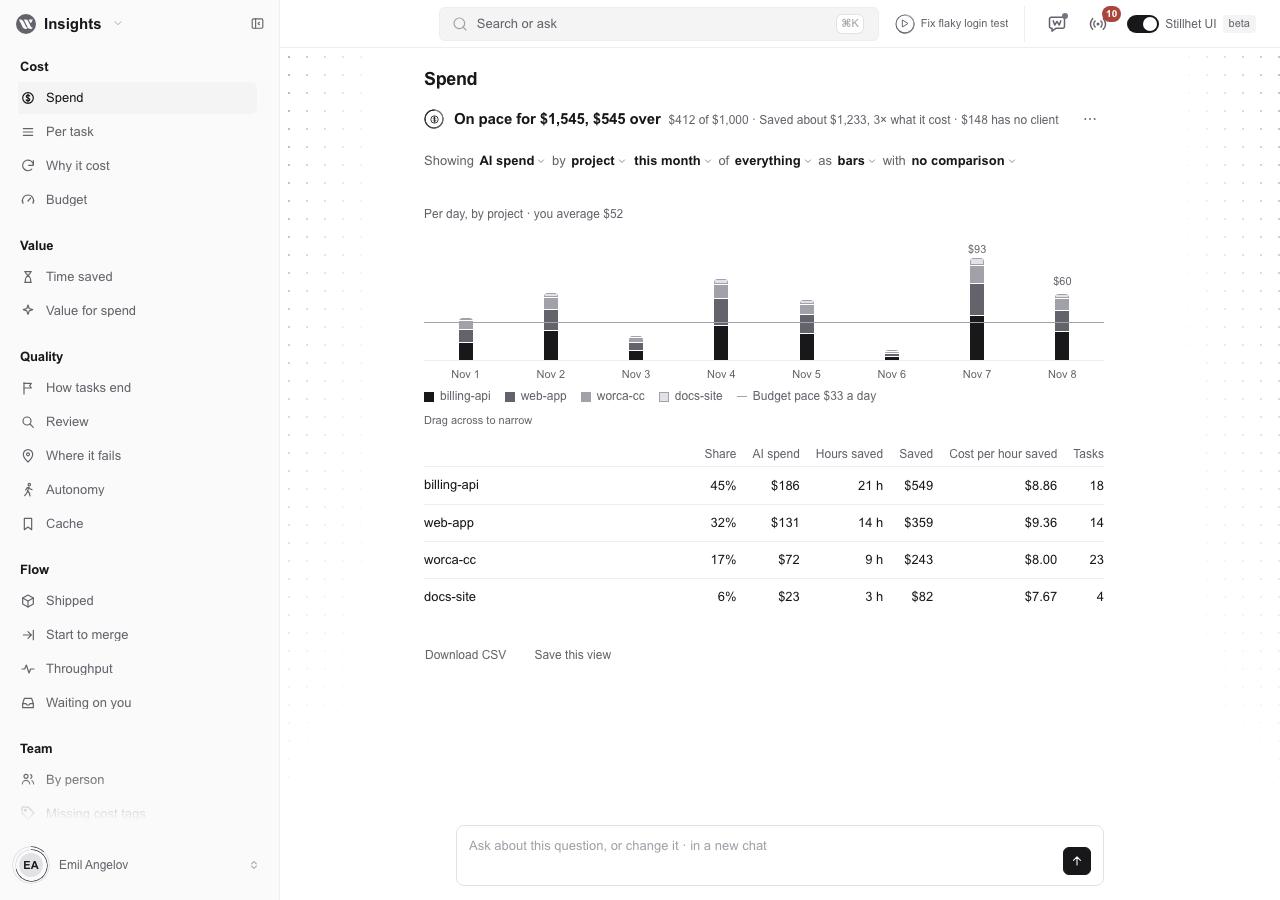 Insights
Search or ask
⌘K
Fix flaky login test
10
Stillhet UI
beta
Cost
Spend
Per task
Why it cost
Budget
Value
Time saved
Value for spend
Quality
How tasks end
Review
Where it fails
Autonomy
Cache
Flow
Shipped
Start to merge
Throughput
Waiting on you
Team
By person
Missing cost tags
EA
Emil Angelov
Spend
On pace for $1,545, $545 over $412 of $1,000 · Saved about $1,233, 3× what it cost · $148 has no client
Showing AI spend by project this month of everything as bars with no comparison
Per day, by project · you average $52
$93
$60
Nov 1 Nov 2 Nov 3 Nov 4 Nov 5 Nov 6 Nov 7 Nov 8
billing-api web-app worca-cc docs-site Budget pace $33 a day
Drag across to narrow
Share AI spend Hours saved Saved Cost per hour saved Tasks
billing-api 45% $186 21 h $549 $8.86 18
web-app 32% $131 14 h $359 $9.36 14
worca-cc 17% $72 9 h $243 $8.00 23
docs-site 6% $23 3 h $82 $7.67 4
Download CSV Save this view
Ask about this question, or change it · in a new chat